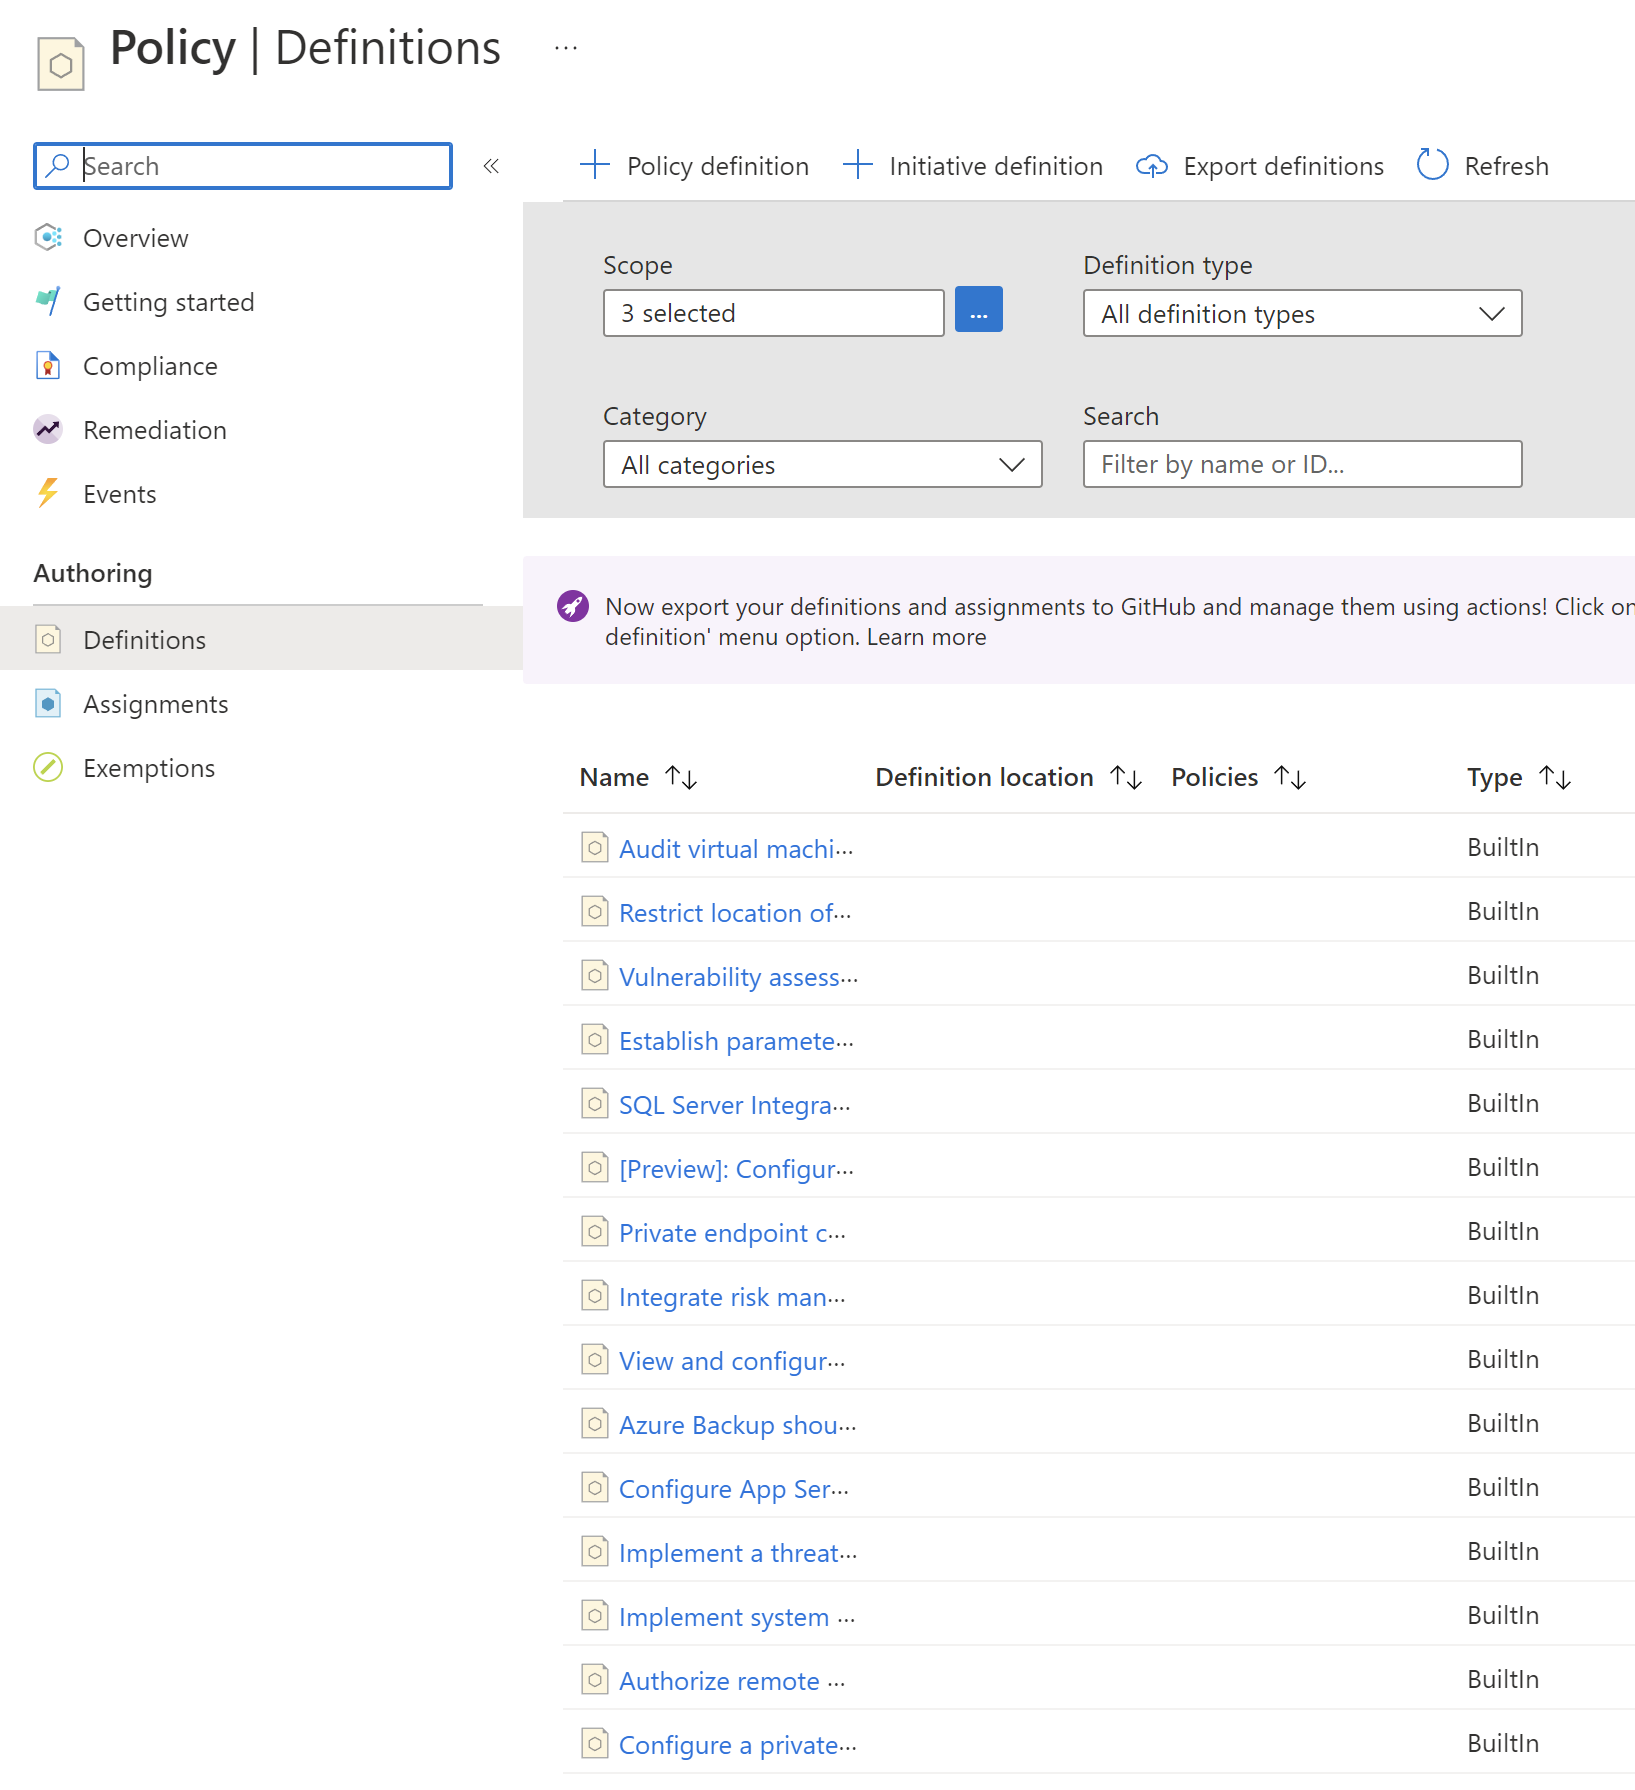 Policy | Definitions ...
Search
«
Policy definition
Initiative definition
Export definitions
Refresh
Overview
Getting started
Compliance
Remediation
Events
Authoring
Definitions
Assignments
Exemptions
Scope
3 selected
...
Definition type
All definition types
Category
All categories
Search
Filter by name or ID...
Now export your definitions and assignments to GitHub and manage them using actions! Click on
definition' menu option. Learn more
Name ↑↓ Definition location ↑↓ Policies ↑↓ Type ↑↓
Audit virtual machi... BuiltIn
Restrict location of... BuiltIn
Vulnerability assess... BuiltIn
Establish paramete... BuiltIn
SQL Server Integra... BuiltIn
[Preview]: Configur... BuiltIn
Private endpoint c... BuiltIn
Integrate risk man... BuiltIn
View and configur... BuiltIn
Azure Backup shou... BuiltIn
Configure App Ser... BuiltIn
Implement a threat... BuiltIn
Implement system ... BuiltIn
Authorize remote ... BuiltIn
Configure a private... BuiltIn